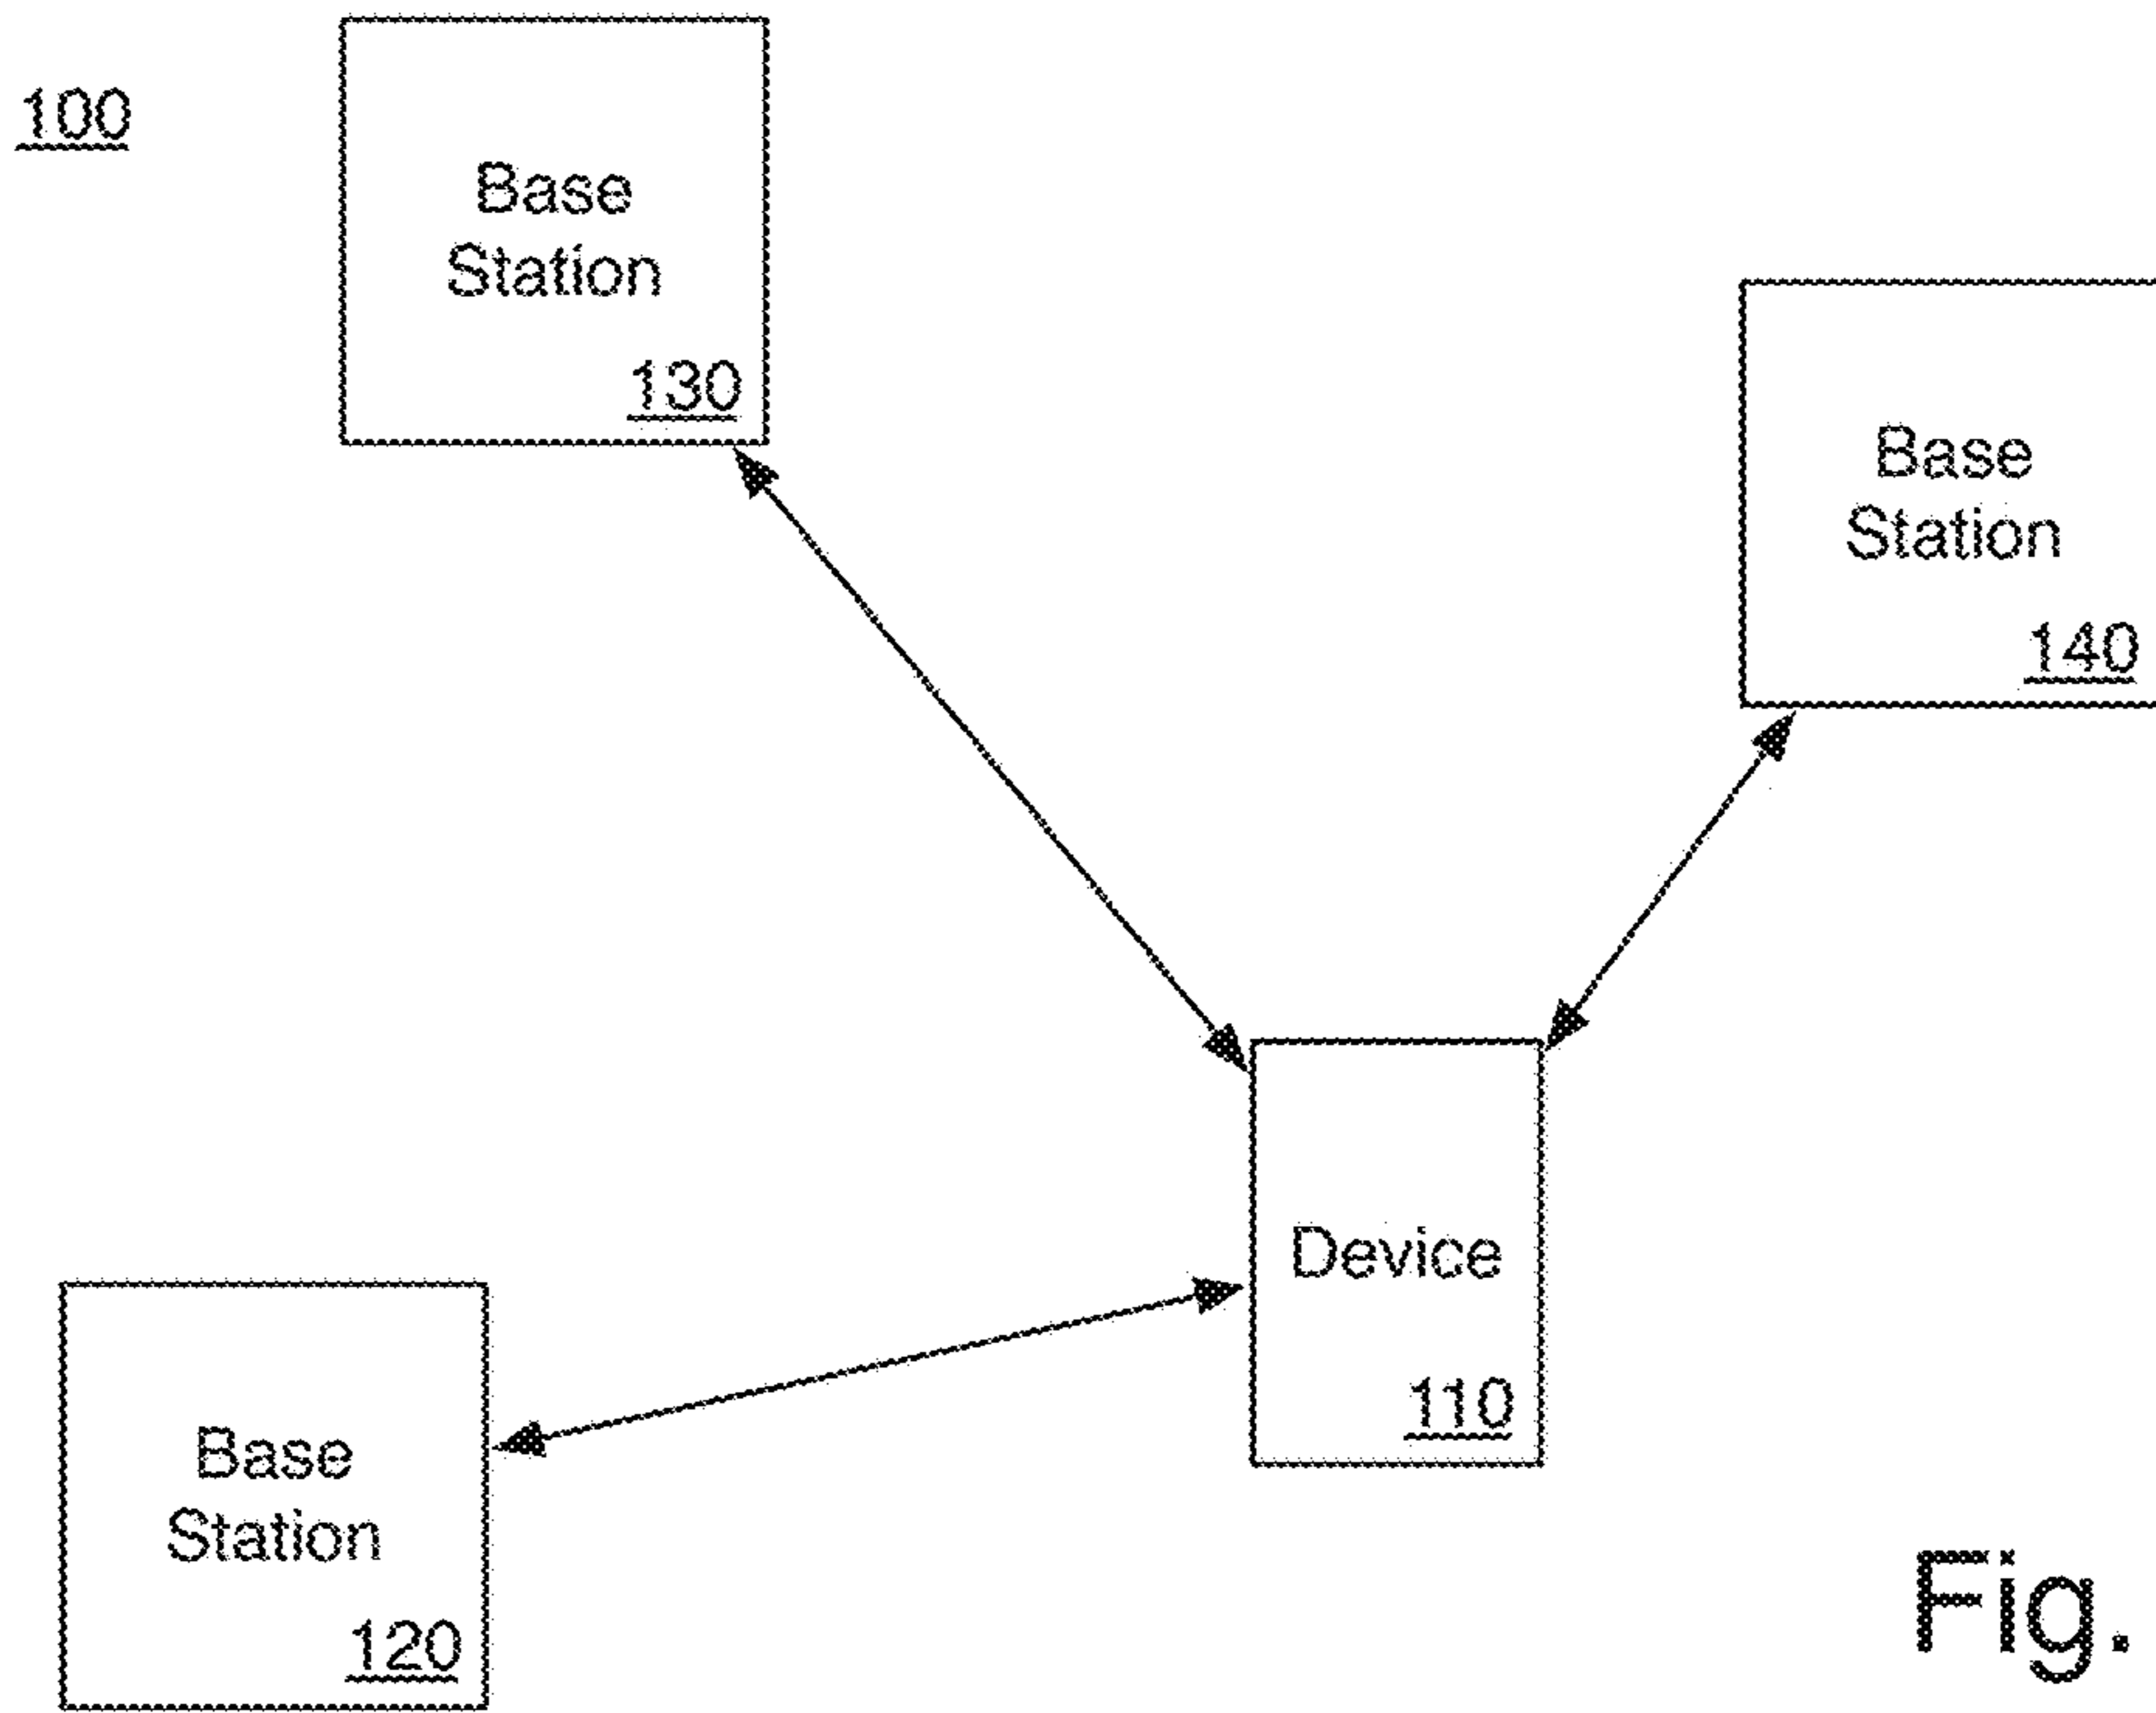 100
Base
Station
130
Base
Station
140
Device
110
Base
Station
120
Fig.